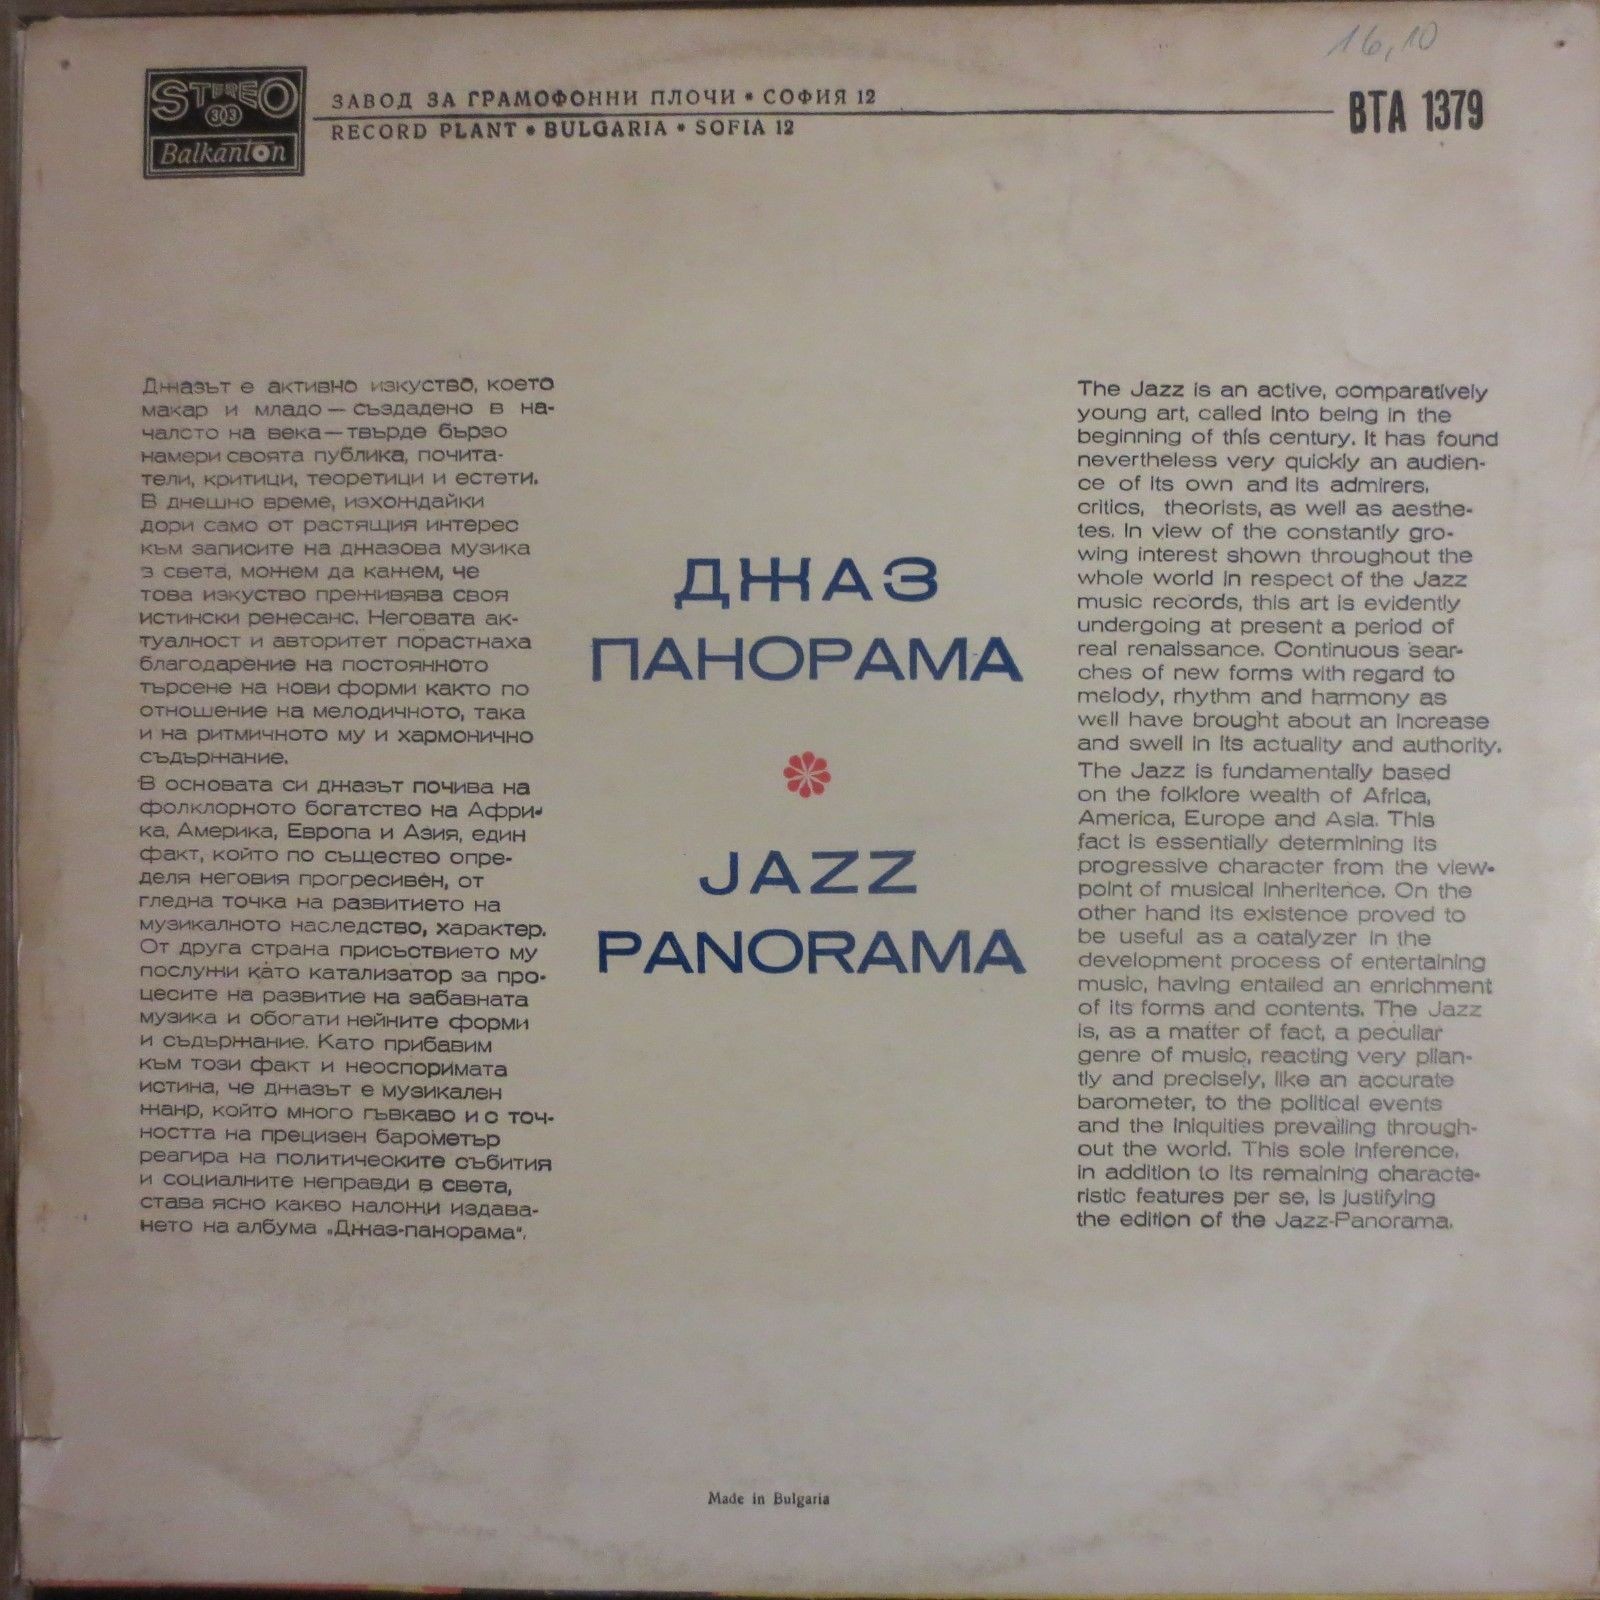 16,10
STEREO
303
Balkanton
ЗАВОД ЗА ГРАМОФОННИ ПЛОЧИ • СОФИЯ 12
RECORD PLANT • BULGARIA • SOFIA 12
BTA 1379
Джазът е активно изкуство, което
макар и младо — създадено в на-
чалсто на века — твърде бързо
намери своята публика, почита-
тели, критици, теоретици и естети.
В днешно време, изхождайки
дори само от растящия интерес
към записите на джазова музика
з света, можем да кажем, че
това изкуство преживява своя
истински ренесанс. Неговата ак-
туалност и авторитет порастнаха
благодарение на постоянното
търсене на нови форми както по
отношение на мелодичното, така
и на ритмичното му и хармонично
съдържание.
В основата си джазът почива на
фолклорното богатство на Афри-
ка, Америка, Европа и Азия, един
факт, който по същество опре-
деля неговия прогресивен, от
гледна точка на развитието на
музикалното наследство, характер.
От друга страна присъствието му
послужи като катализатор за про-
цесите на развитие на забавната
музика и обогати нейните форми
и съдържание. Като прибавим
към този факт и неоспоримата
истина, че джазът е музикален
жанр, който много гъвкаво и с точ-
ността на прецизен барометър
реагира на политическите събития
и социалните неправди в света,
става ясно какво наложи издава-
нето на албума „Джаз-панорама“.
ДЖАЗ
ПАНОРАМА
JAZZ
PANORAMA
The Jazz is an active, comparatively
young art, called into being in the
beginning of this century. It has found
nevertheless very quickly an audien-
ce of its own and its admirers,
critics, theorists, as well as aesthe-
tes. In view of the constantly gro-
wing interest shown throughout the
whole world in respect of the Jazz
music records, this art is evidently
undergoing at present a period of
real renaissance. Continuous sear-
ches of new forms with regard to
melody, rhythm and harmony as
well have brought about an increase
and swell in its actuality and authority.
The Jazz is fundamentally based
on the folklore wealth of Africa,
America, Europe and Asia. This
fact is essentially determining its
progressive character from the view-
point of musical inheritence. On the
other hand its existence proved to
be useful as a catalyzer in the
development process of entertaining
music, having entailed an enrichment
of its forms and contents. The Jazz
is, as a matter of fact, a peculiar
genre of music, reacting very plian-
tly and precisely, like an accurate
barometer, to the political events
and the iniquities prevailing through-
out the world. This sole inference,
in addition to its remaining characte-
ristic features per se, is justifying
the edition of the Jazz-Panorama.
Made in Bulgaria